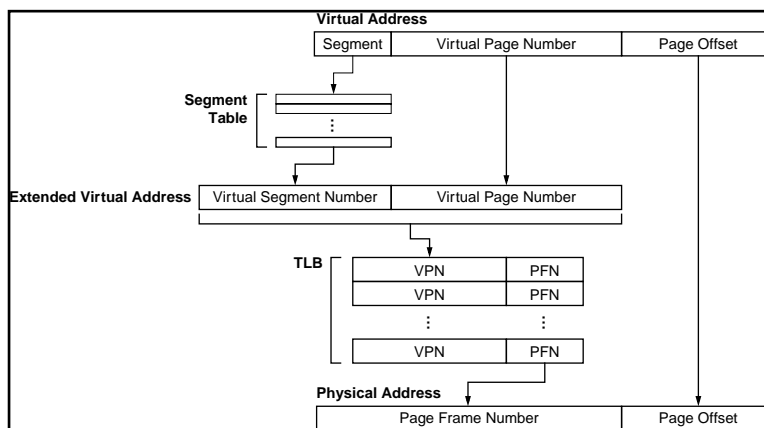 Virtual Address
Segment Virtual Page Number Page Offset
Segment
Table
Extended Virtual Address Virtual Segment Number Virtual Page Number
TLB
VPN PFN
VPN PFN
VPN PFN
Physical Address
Page Frame Number Page Offset